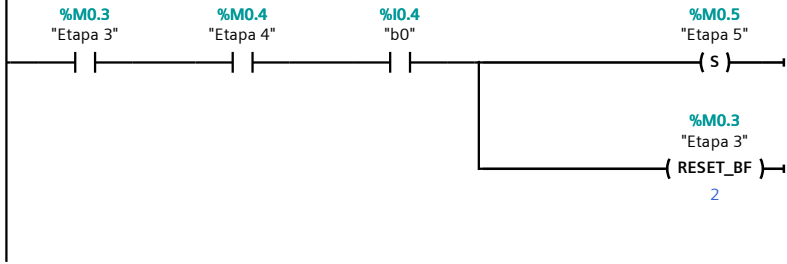 %M0.3 %M0.4 %I0.4 %M0.5
"Etapa 3" "Etapa 4" "b0" "Etapa 5"
S
%M0.3
"Etapa 3"
RESET_BF
2